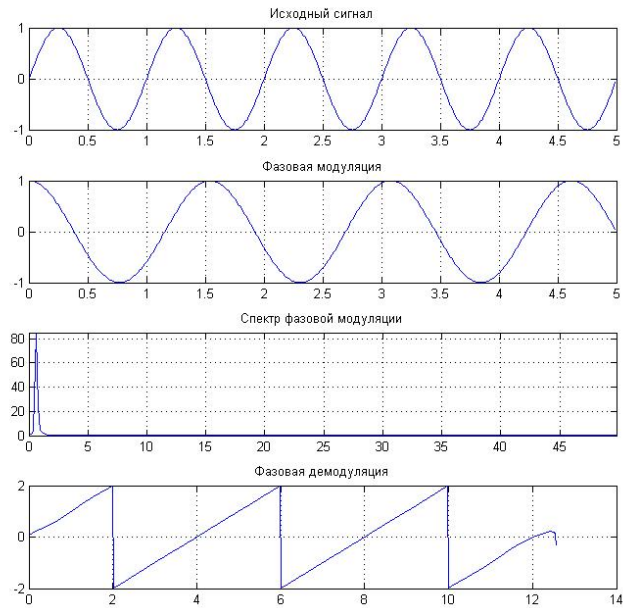 Исходный сигнал
1
0
-1
0 0.5 1 1.5 2 2.5 3 3.5 4 4.5 5
Фазовая модуляция
1
0
-1
0 0.5 1 1.5 2 2.5 3 3.5 4 4.5 5
Спектр фазовой модуляции
80
60
40
20
0
0 5 10 15 20 25 30 35 40 45
Фазовая демодуляция
2
0
-2
0 2 4 6 8 10 12 14